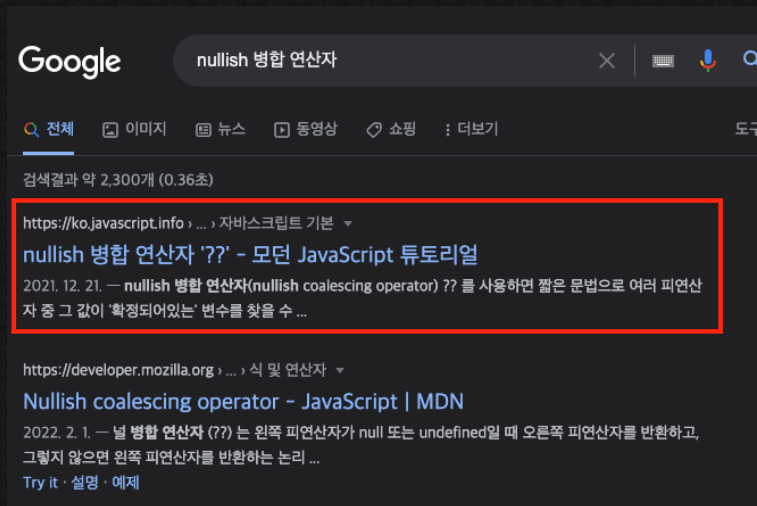 Google
nullish 병합 연산자
전체 이미지 뉴스 동영상 쇼핑 더보기
검색결과 약 2,300개 (0.36초)
https://ko.javascript.info › ... › 자바스크립트 기본
nullish 병합 연산자 '??' - 모던 JavaScript 튜토리얼
2021. 12. 21. — nullish 병합 연산자(nullish coalescing operator) ?? 를 사용하면 짧은 문법으로 여러 피연산
자 중 그 값이 '확정되어있는' 변수를 찾을 수 ...
https://developer.mozilla.org › ... › 식 및 연산자
Nullish coalescing operator - JavaScript | MDN
2022. 2. 1. — 널 병합 연산자 (??) 는 왼쪽 피연산자가 null 또는 undefined일 때 오른쪽 피연산자를 반환하고,
그렇지 않으면 왼쪽 피연산자를 반환하는 논리 ...
Try it · 설명 · 예제